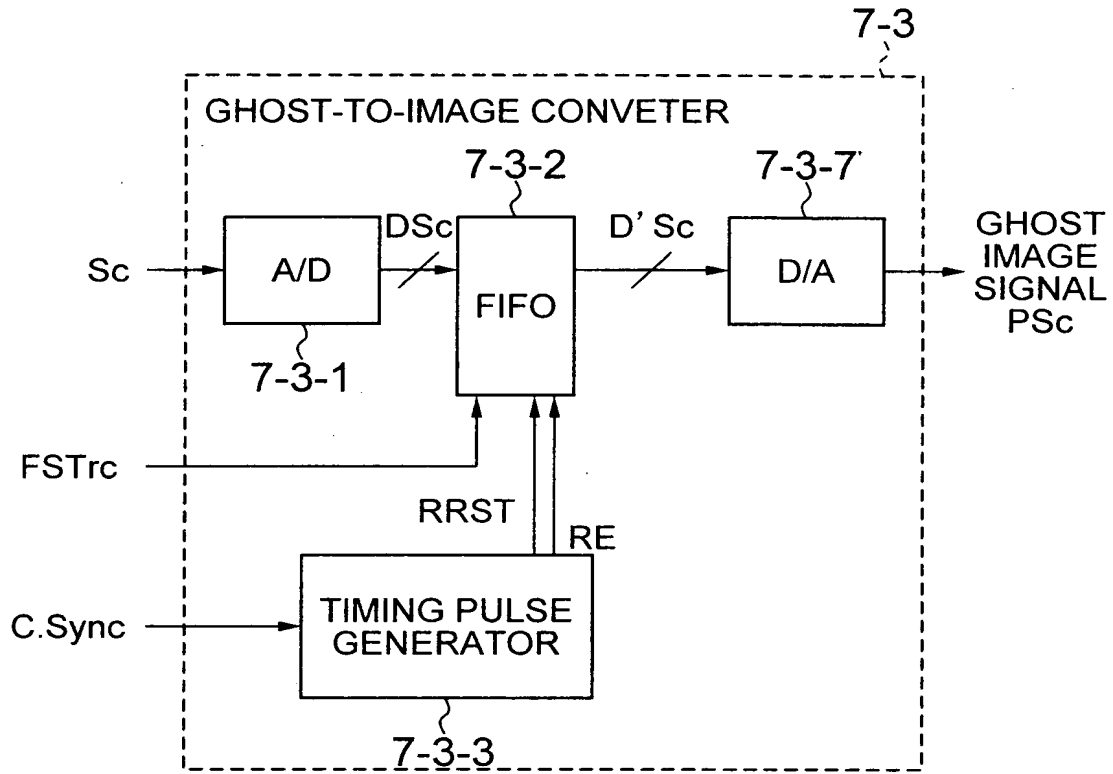 7-3
GHOST-TO-IMAGE CONVETER
7-3-2
7-3-7'
DSc
D' Sc
GHOST
IMAGE
SIGNAL
PSc
Sc
A/D
FIFO
D/A
7-3-1
FSTrc
RRST
RE
C.Sync
TIMING PULSE
GENERATOR
7-3-3